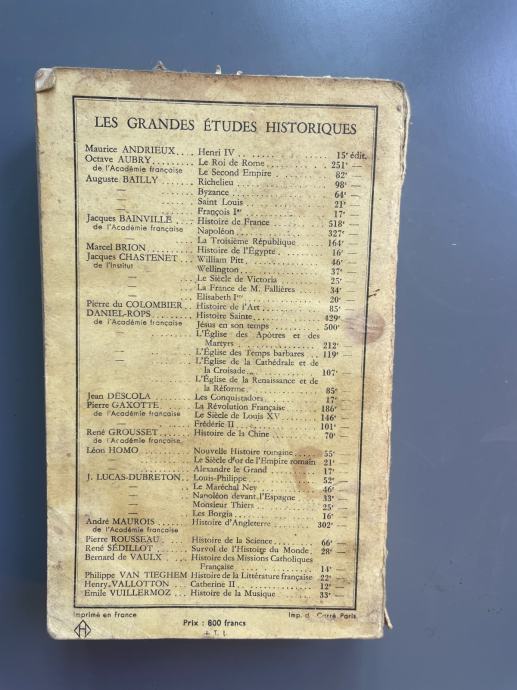 LES GRANDES ÉTUDES HISTORIQUES
Maurice ANDRIEUX.... Henri IV .. 15e édit.
Octave AUBRY......... Le Roi de Rome 251e —
de l'Académie française Le Second Empire 82e —
Auguste BAILLY....... Richelieu 98e —
— Byzance 64e —
— Saint Louis 21e —
— François Ier 17e —
Jacques BAINVILLE... Histoire de France 518e —
de l'Académie française Napoléon 327e —
— La Troisième République 164e —
Marcel BRION......... Histoire de l'Égypte 16e —
Jacques CHASTENET .. William Pitt 46e —
de l'Institut Wellington 37e —
— Le Siècle de Victoria 25e —
— La France de M. Fallières 34e —
— Elisabeth Ire 20e —
Pierre du COLOMBIER. Histoire de l'Art 85e —
DANIEL-ROPS.......... Histoire Sainte 429e —
de l'Académie française Jésus en son temps 500e —
— L'Église des Apôtres et des
Martyrs 212e —
— L'Église des Temps barbares .. 119e —
— L'Église de la Cathédrale et de
la Croisade 107e —
— L'Église de la Renaissance et de
la Réforme 85e —
Jean DESCOLA......... Les Conquistadors 17e —
Pierre GAXOTTE....... La Révolution Française 186e —
de l'Académie française Le Siècle de Louis XV 146e —
— Frédéric II 101e —
René GROUSSET ...... Histoire de la Chine 70e —
de l'Académie française
Léon HOMO........... Nouvelle Histoire romaine 55e —
— Le Siècle d'or de l'Empire romain 21e —
— Alexandre le Grand 17e —
J. LUCAS-DUBRETON... Louis-Philippe 52e —
— Le Maréchal Ney 46e —
— Napoléon devant l'Espagne 33e —
— Monsieur Thiers 25e —
— Les Borgia 16e —
André MAUROIS....... Histoire d'Angleterre 302e —
de l'Académie française
Pierre ROUSSEAU..... Histoire de la Science 66e —
René SÉDILLOT....... Survol de l'Histoire du Monde 28e —
Bernard de VAULX ... Histoire des Missions Catholiques
Française 14e —
Philippe VAN TIEGHEM Histoire de la Littérature française 22e —
Henry VALLOTTON.... Catherine II 12e —
Emile VUILLERMOZ... Histoire de la Musique 33e —
Imprimé en France
Imp. d. Carré Paris
Prix : 800 francs
+ T. l.
H